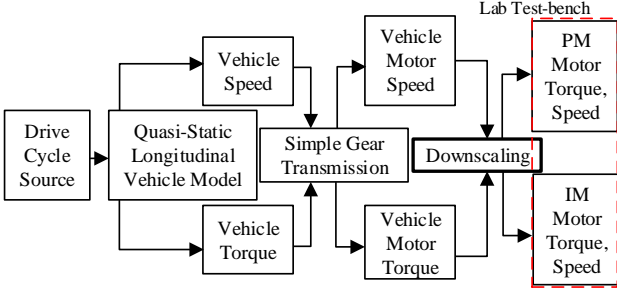 Lab Test-bench
Vehicle
Speed
Vehicle
Motor
Speed
PM
Motor
Torque,
Speed
Drive
Cycle
Source
Quasi-Static
Longitudinal
Vehicle Model
Simple Gear
Transmission
Downscaling
Vehicle
Torque
Vehicle
Motor
Torque
IM
Motor
Torque,
Speed